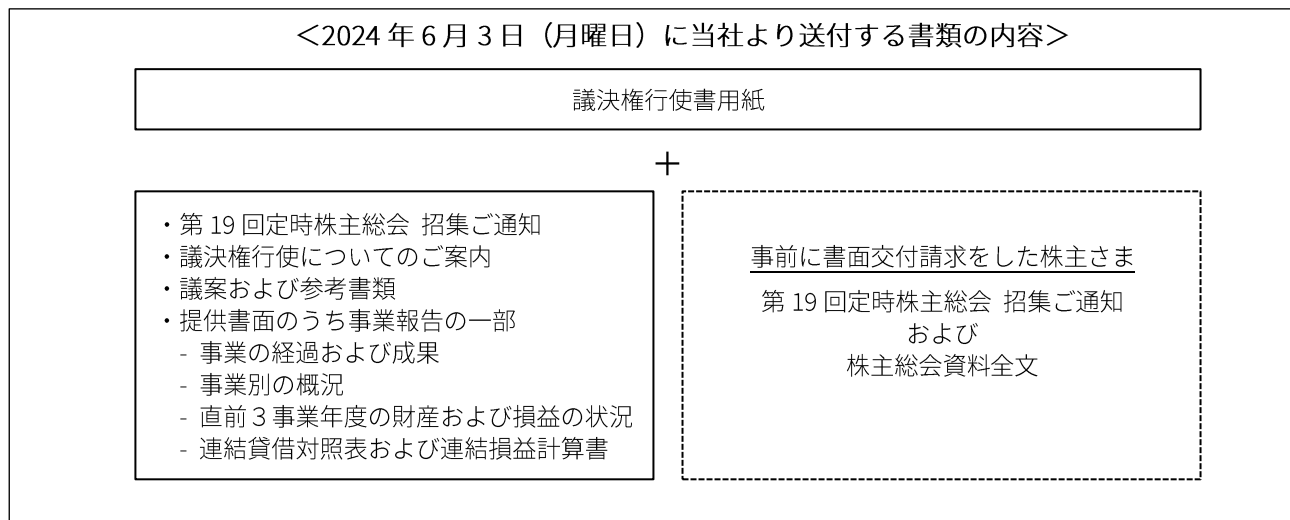 ＜2024年6月3日（月曜日）に当社より送付する書類の内容＞
議決権行使書用紙
＋
・第19回定時株主総会 招集ご通知
・議決権行使についてのご案内
・議案および参考書類
・提供書面のうち事業報告の一部
- 事業の経過および成果
- 事業別の概況
- 直前３事業年度の財産および損益の状況
- 連結貸借対照表および連結損益計算書
事前に書面交付請求をした株主さま
第19回定時株主総会 招集ご通知
および
株主総会資料全文